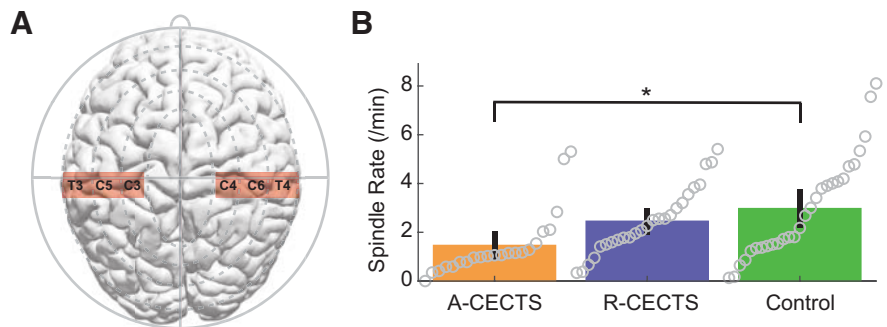 A
T3 C5 C3 C4 C6 T4
B
Spindle Rate (/min)
8
6
4
2
0
*
A-CECTS R-CECTS Control